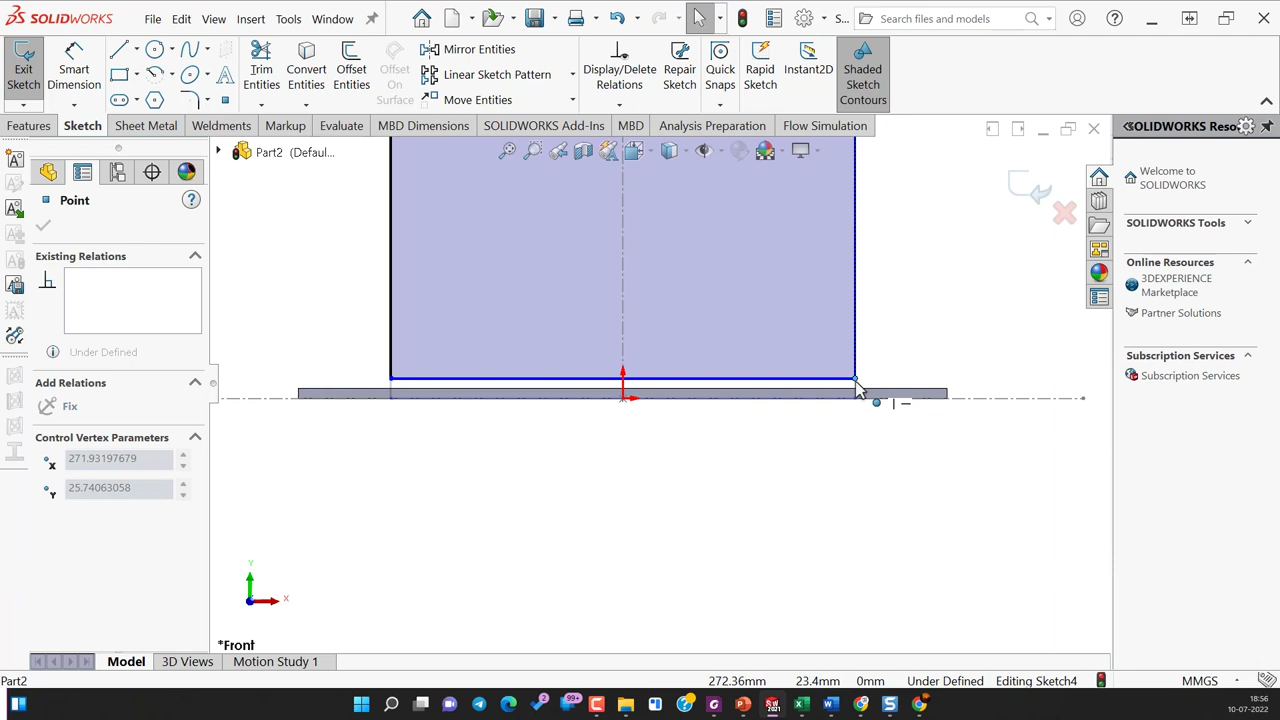 SOLIDWORKS File Edit View Insert Tools Window S... Search files and models
Exit Sketch
Smart Dimension
Trim Entities
Convert Entities
Offset Entities
Offset On Surface
Mirror Entities
Linear Sketch Pattern
Move Entities
Display/Delete Relations
Repair Sketch
Quick Snaps
Rapid Sketch
Instant2D
Shaded Sketch Contours
Features Sketch Sheet Metal Weldments Markup Evaluate MBD Dimensions SOLIDWORKS Add-Ins MBD Analysis Preparation Flow Simulation
Part2 (Defaul...
Point
Existing Relations
Under Defined
Add Relations
Fix
Control Vertex Parameters
X 271.93197679
Y 25.74063058
Y
X
*Front
SOLIDWORKS Reso...
Welcome to
SOLIDWORKS
SOLIDWORKS Tools
Online Resources
3DEXPERIENCE
Marketplace
Partner Solutions
Subscription Services
Subscription Services
Model 3D Views Motion Study 1
Part2 272.36mm 23.4mm 0mm Under Defined Editing Sketch4 MMGS
2
99+
SW
2021
18:56
10-07-2022